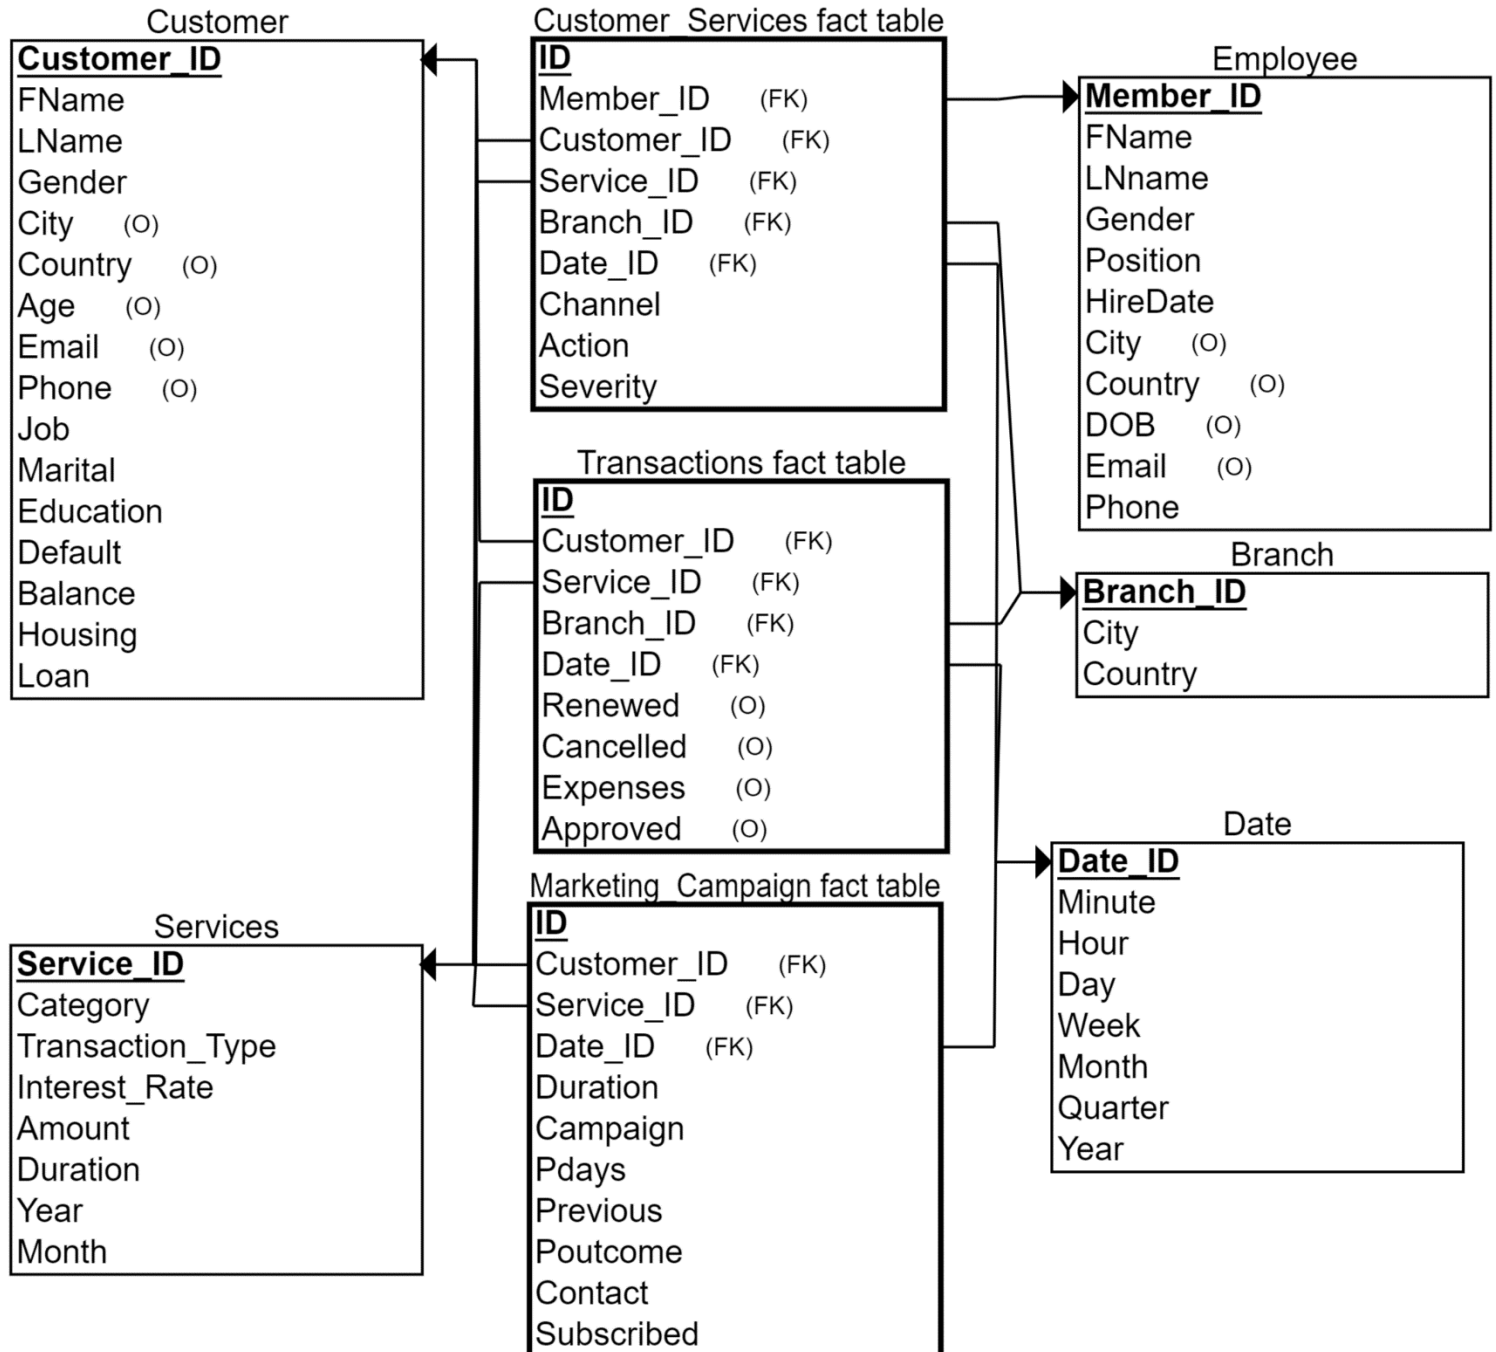 Customer
Customer_ID
FName
LName
Gender
City (O)
Country (O)
Age (O)
Email (O)
Phone (O)
Job
Marital
Education
Default
Balance
Housing
Loan
Services
Service_ID
Category
Transaction_Type
Interest_Rate
Amount
Duration
Year
Month
Customer_Services fact table
ID
Member_ID (FK)
Customer_ID (FK)
Service_ID (FK)
Branch_ID (FK)
Date_ID (FK)
Channel
Action
Severity
Transactions fact table
ID
Customer_ID (FK)
Service_ID (FK)
Branch_ID (FK)
Date_ID (FK)
Renewed (O)
Cancelled (O)
Expenses (O)
Approved (O)
Marketing_Campaign fact table
ID
Customer_ID (FK)
Service_ID (FK)
Date_ID (FK)
Duration
Campaign
Pdays
Previous
Poutcome
Contact
Subscribed
Employee
Member_ID
FName
LNname
Gender
Position
HireDate
City (O)
Country (O)
DOB (O)
Email (O)
Phone
Branch
Branch_ID
City
Country
Date
Date_ID
Minute
Hour
Day
Week
Month
Quarter
Year